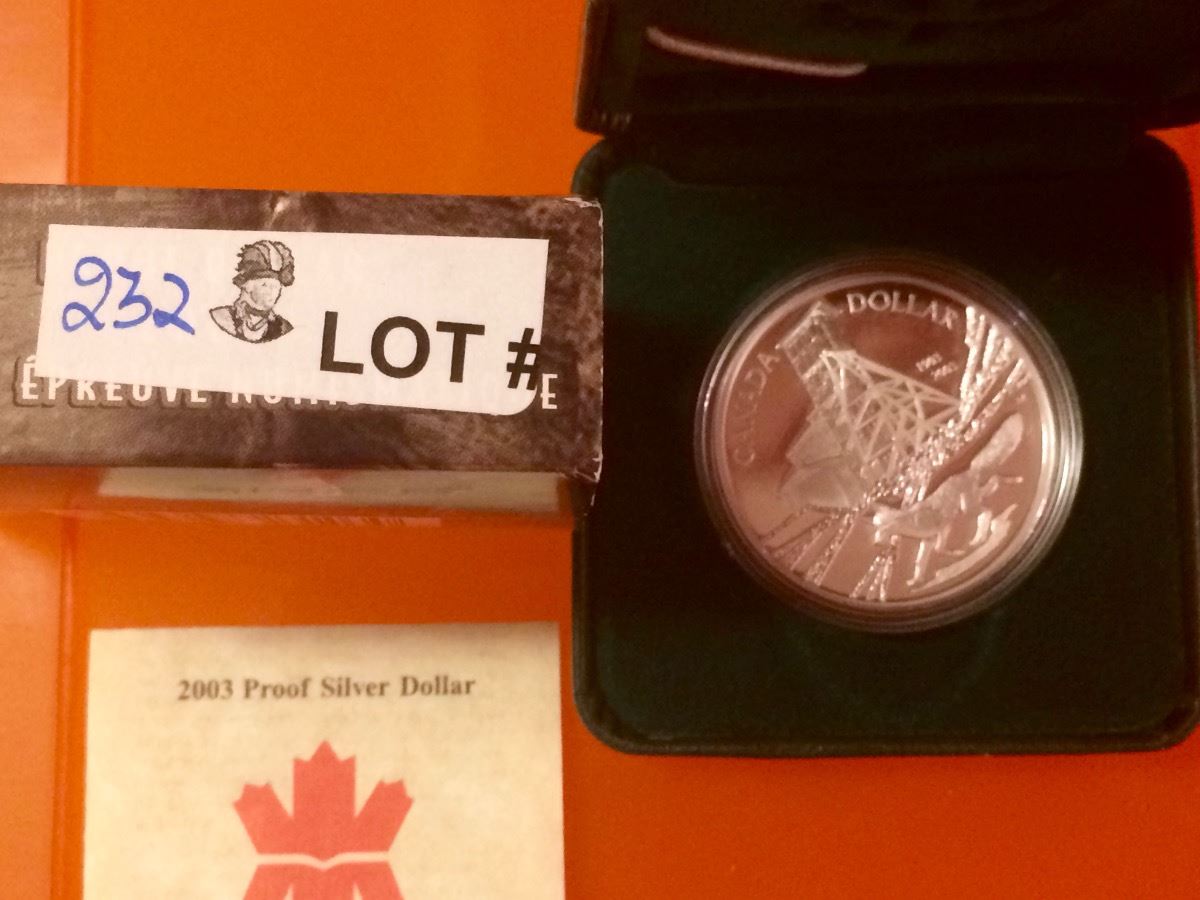 232
LOT #
ÉPREUVE
2003 Proof Silver Dollar
CANADA
DOLLAR